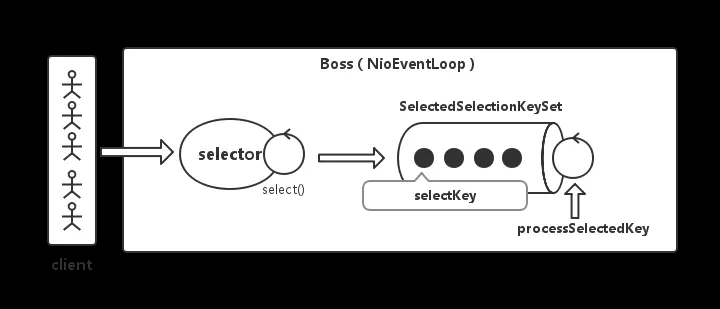 Boss ( NioEventLoop )
SelectedSelectionKeySet
selector
select()
selectKey
processSelectedKey
client